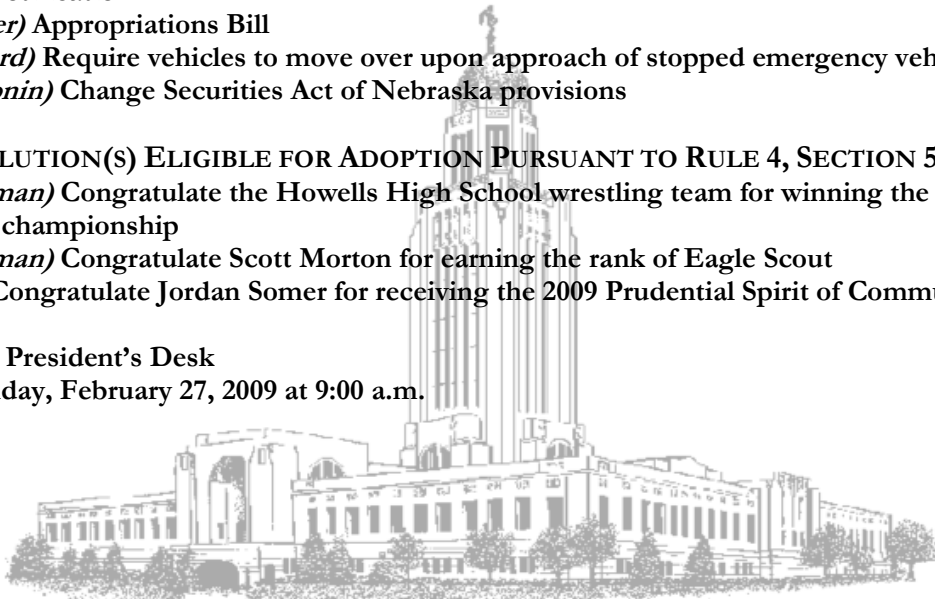 er) Appropriations Bill
rd) Require vehicles to move over upon approach of stopped emergency veh
onin) Change Securities Act of Nebraska provisions
LUTION(S) ELIGIBLE FOR ADOPTION PURSUANT TO RULE 4, SECTION 5
man) Congratulate the Howells High School wrestling team for winning the
championship
man) Congratulate Scott Morton for earning the rank of Eagle Scout
Congratulate Jordan Somer for receiving the 2009 Prudential Spirit of Commu
President's Desk
day, February 27, 2009 at 9:00 a.m.